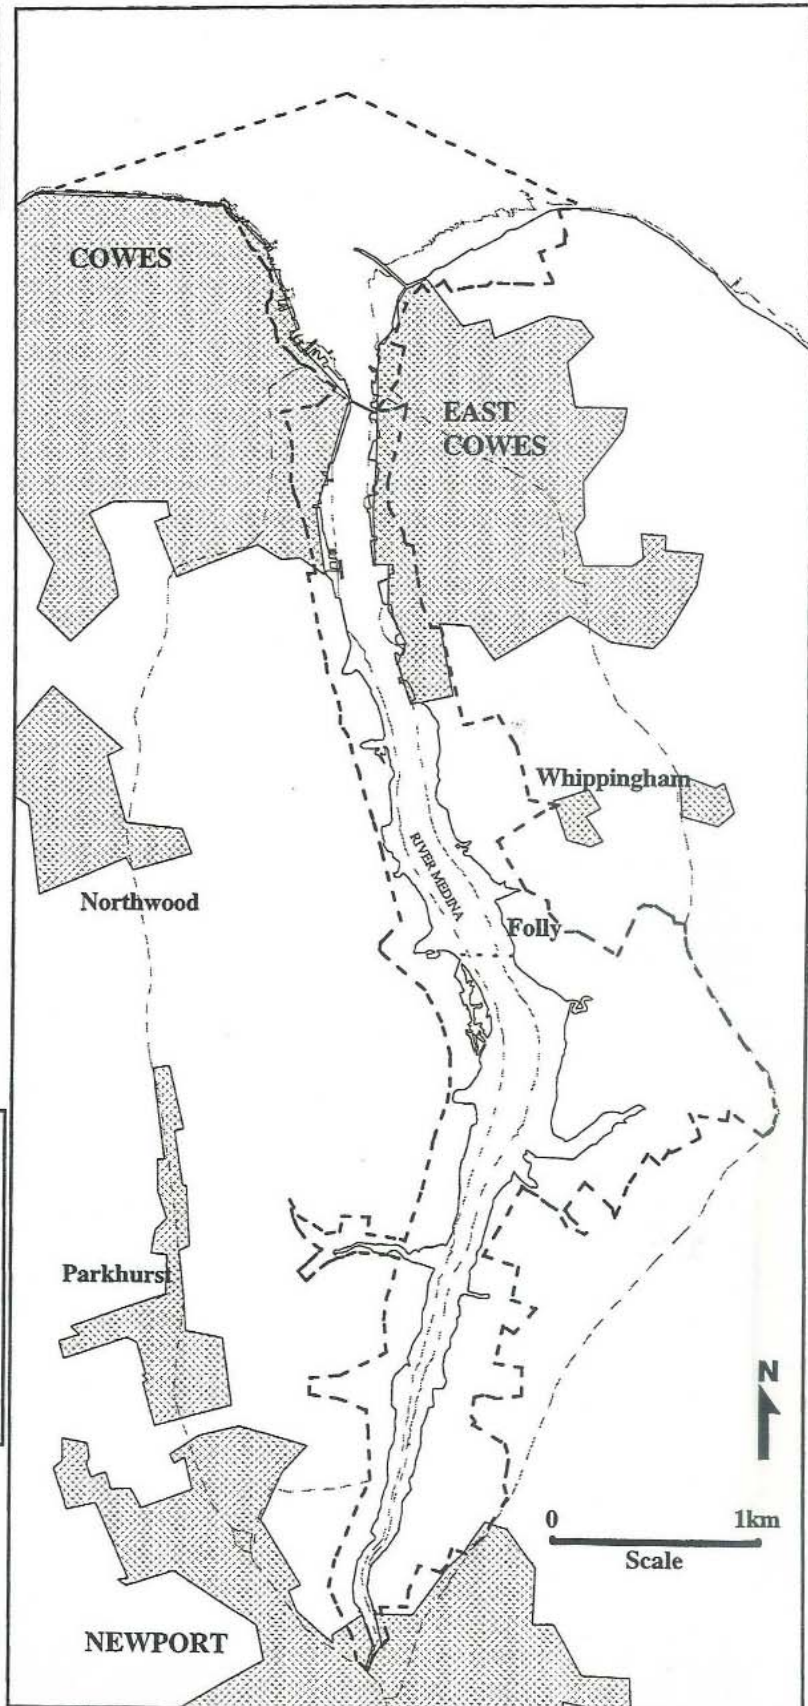 COWES
EAST
COWES
Whippingham
RIVER MEDINA
Northwood
Folly
Parkhurst
N
0 1km
Scale
NEWPORT